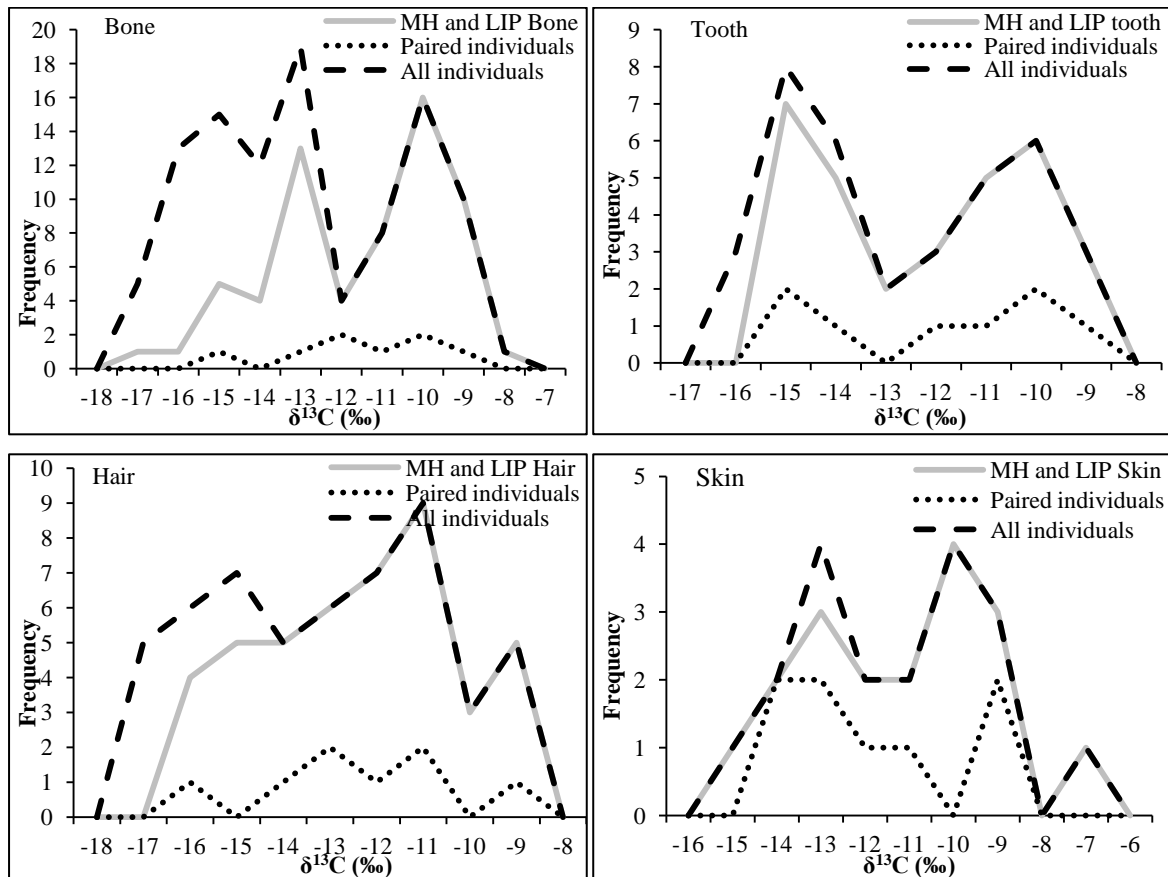 Bone
MH and LIP Bone
Paired individuals
All individuals
20
18
16
14
12
10
8
6
4
2
0
Frequency
-18 -17 -16 -15 -14 -13 -12 -11 -10 -9 -8 -7
δ¹³C (‰)
Tooth
MH and LIP tooth
Paired individuals
All individuals
9
8
7
6
5
4
3
2
1
0
Frequency
-17 -16 -15 -14 -13 -12 -11 -10 -9 -8
δ¹³C (‰)
Hair
MH and LIP Hair
Paired individuals
All individuals
10
9
8
7
6
5
4
3
2
1
0
Frequency
-18 -17 -16 -15 -14 -13 -12 -11 -10 -9 -8
δ¹³C (‰)
Skin
MH and LIP Skin
Paired individuals
All individuals
5
4
3
2
1
0
Frequency
-16 -15 -14 -13 -12 -11 -10 -9 -8 -7 -6
δ¹³C (‰)